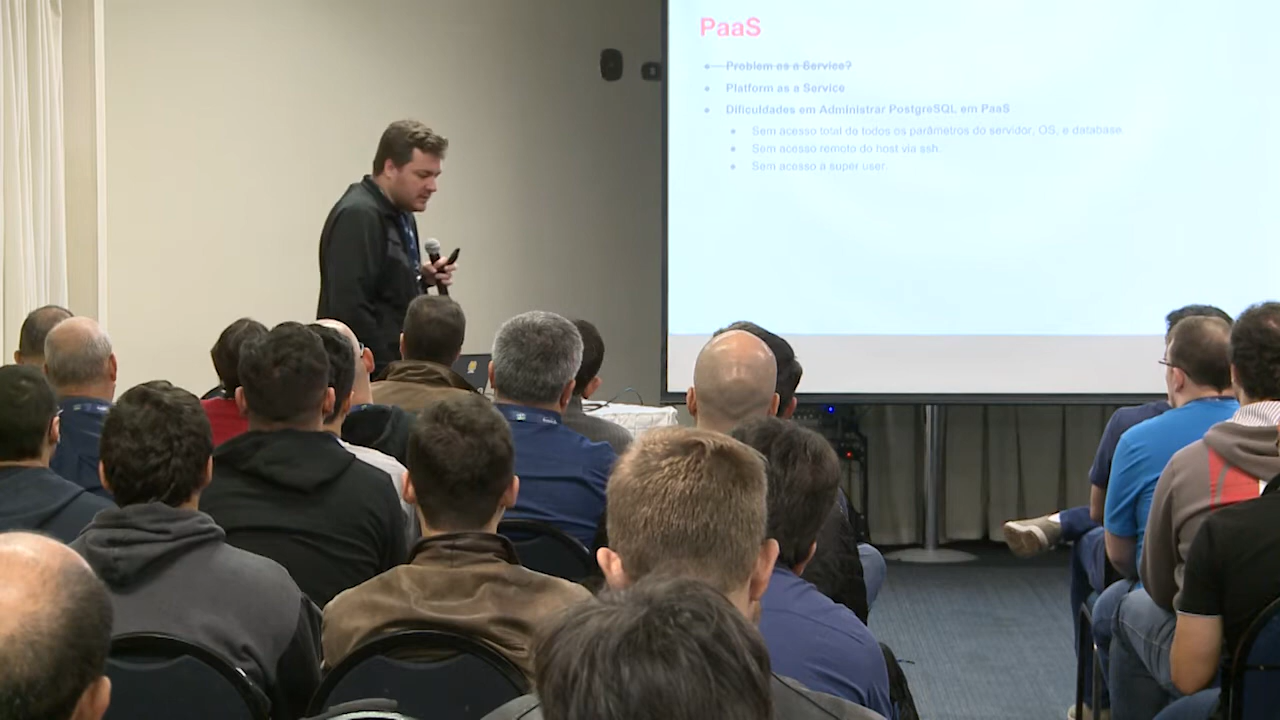 PaaS
Problem as a Service?
Platform as a Service
Dificuldades em Administrar PostgreSQL em PaaS
Sem acesso total de todos os parâmetros do servidor, OS, e database.
Sem acesso remoto do host via ssh.
Sem acesso a super user.